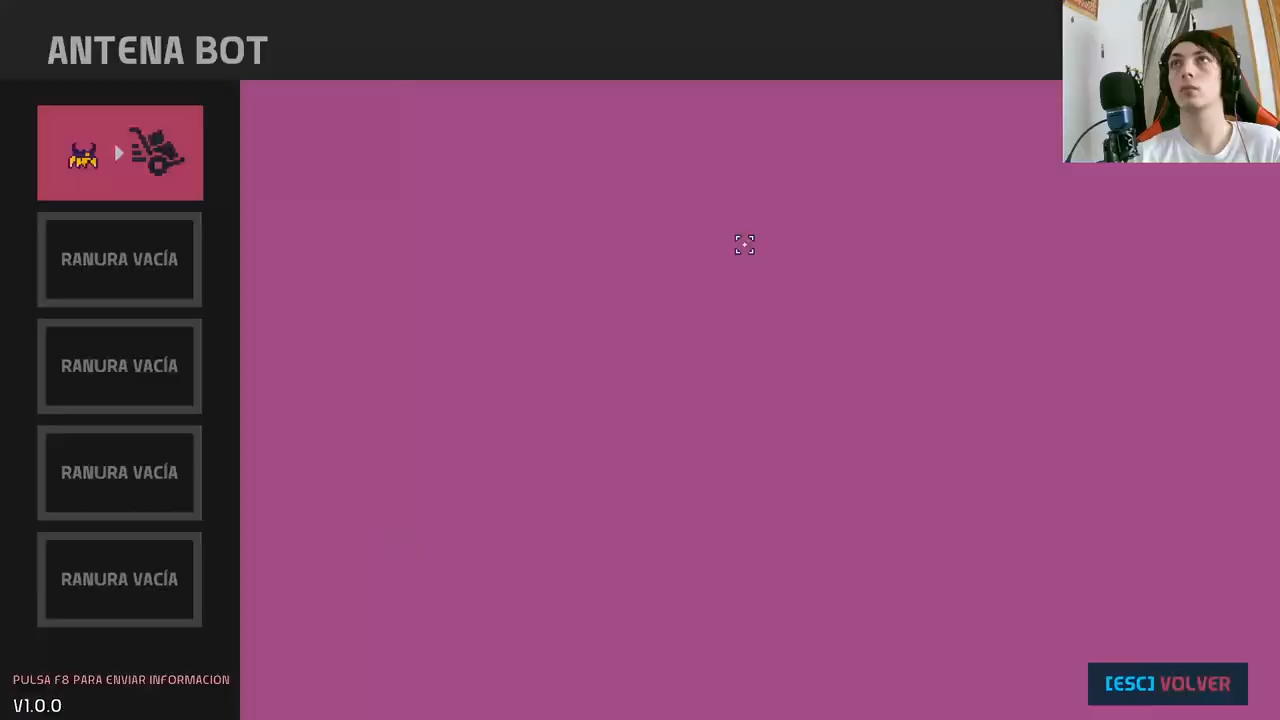 ANTENA BOT
RANURA VACÍA
RANURA VACÍA
RANURA VACÍA
RANURA VACÍA
PULSA F8 PARA ENVIAR INFORMACION
V1.0.0
[ESC] VOLVER